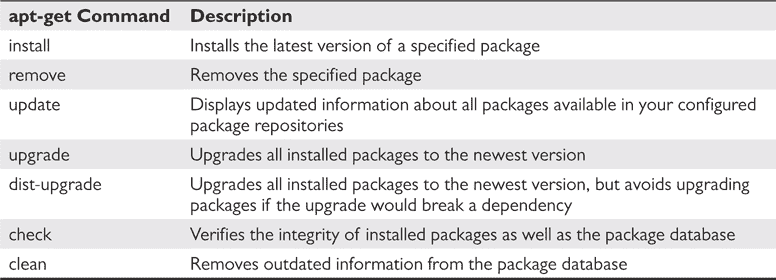 apt-get Command Description
install Installs the latest version of a specified package
remove Removes the specified package
update Displays updated information about all packages available in your configured
package repositories
upgrade Upgrades all installed packages to the newest version
dist-upgrade Upgrades all installed packages to the newest version, but avoids upgrading
packages if the upgrade would break a dependency
check Verifies the integrity of installed packages as well as the package database
clean Removes outdated information from the package database